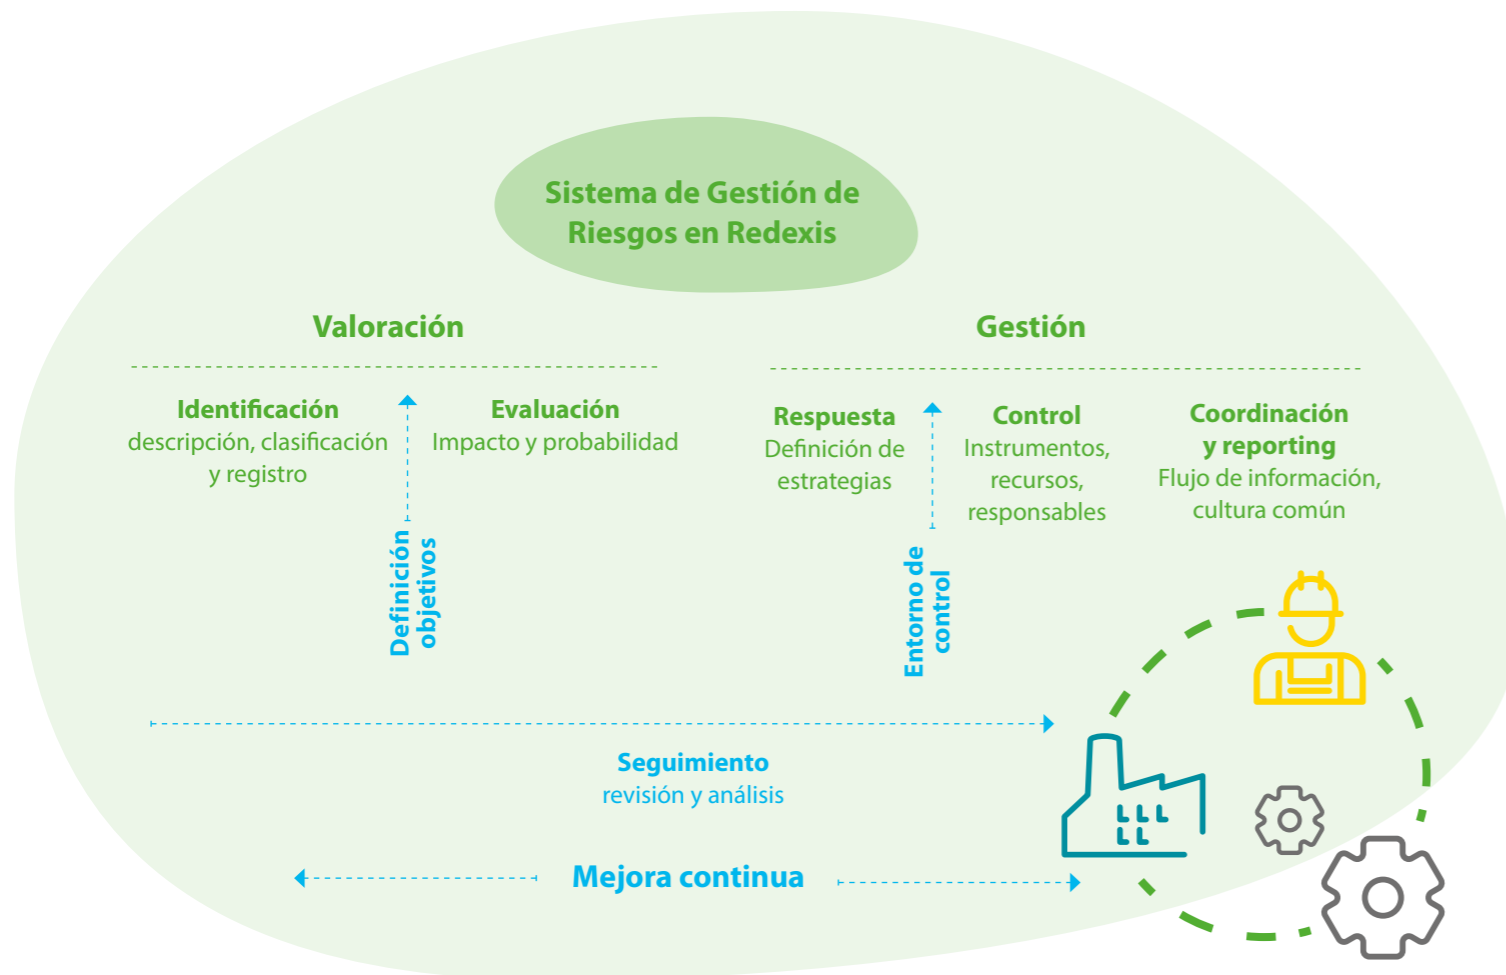 Sistema de Gestión de
Riesgos en Redexis
Valoración
Identificación
descripción, clasificación
y registro
Evaluación
Impacto y probabilidad
Definición
objetivos
Gestión
Respuesta
Definición de
estrategias
Control
Instrumentos,
recursos,
responsables
Coordinación
y reporting
Flujo de información,
cultura común
Entorno de
control
Seguimiento
revisión y análisis
Mejora continua